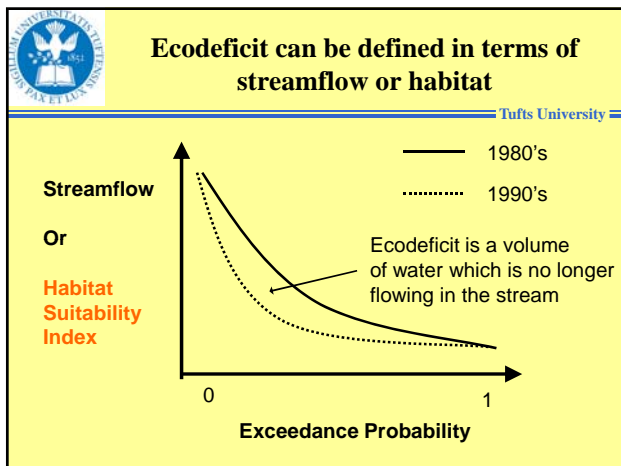 Ecodeficit can be defined in terms of
streamflow or habitat
Tufts University
1980's
1990's
Streamflow
Or
Habitat
Suitability
Index
Ecodeficit is a volume
of water which is no longer
flowing in the stream
0
1
Exceedance Probability
SIGILLUM UNIVERSITATIS TUFTENSIS
PAX ET LUX
1852